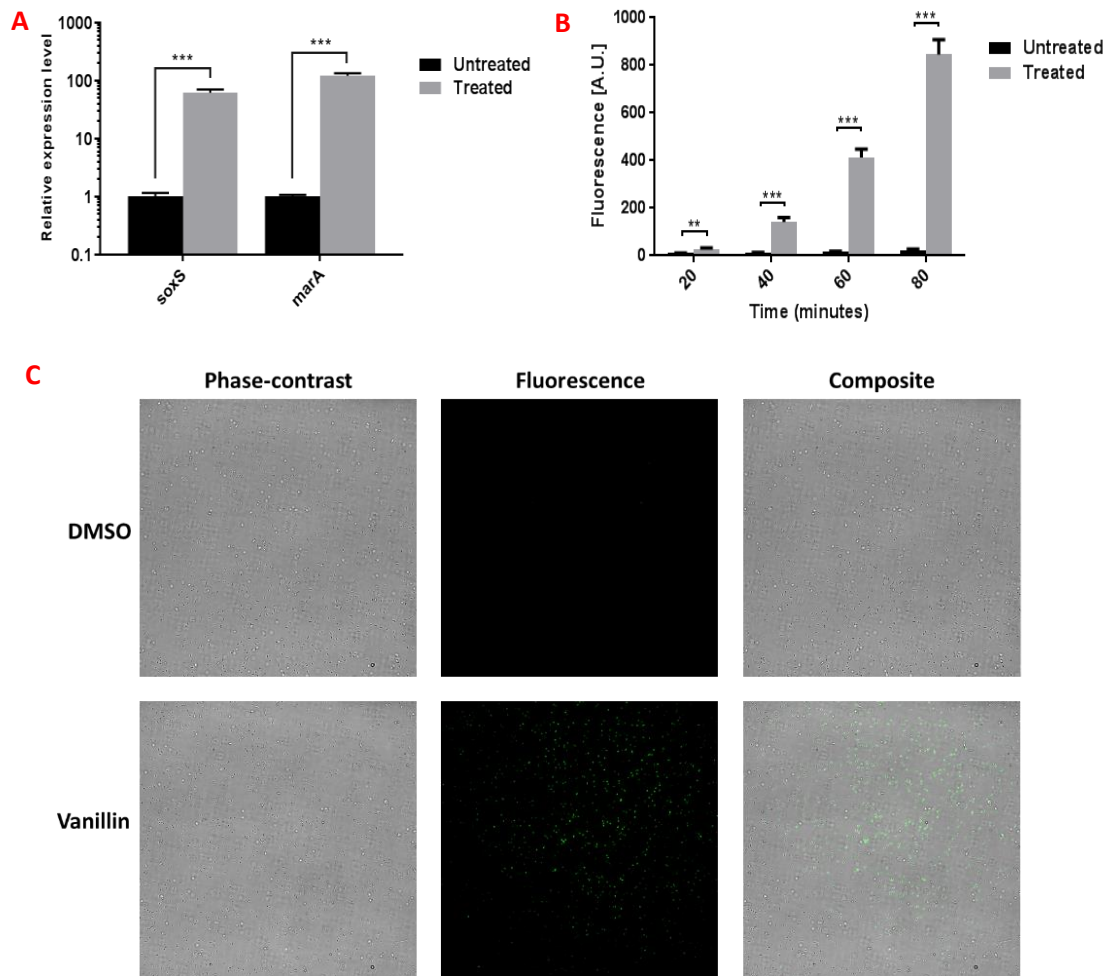 A
Relative expression level
1000
100
10
1
0.1
***
***
soxS
marA
Untreated
Treated
B
Fluorescence [A.U.]
1000
800
600
400
200
0
**
***
***
***
20
40
60
80
Time (minutes)
Untreated
Treated
C
Phase-contrast Fluorescence Composite
DMSO
Vanillin